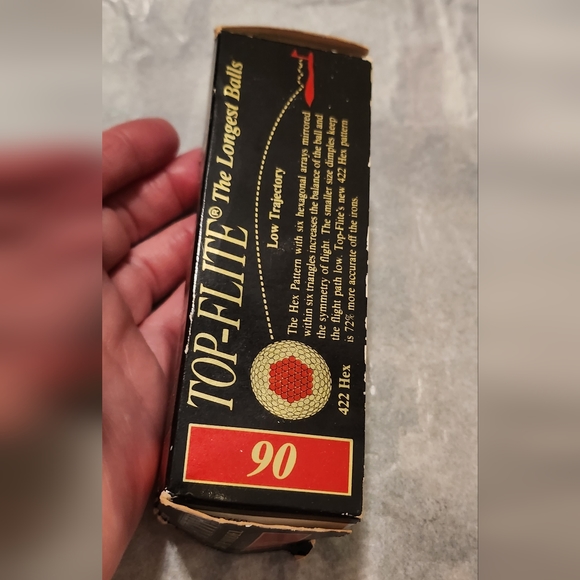 TOP-FLITE® The Longest Balls
Low Trajectory
The Hex Pattern with six hexagonal arrays mirrored
within six triangles increases the balance of the ball and
the symmetry of flight. The smaller size dimples keep
the flight path low. Top-Flite's new 422 Hex pattern
is 72% more accurate off the irons.
422 Hex
90